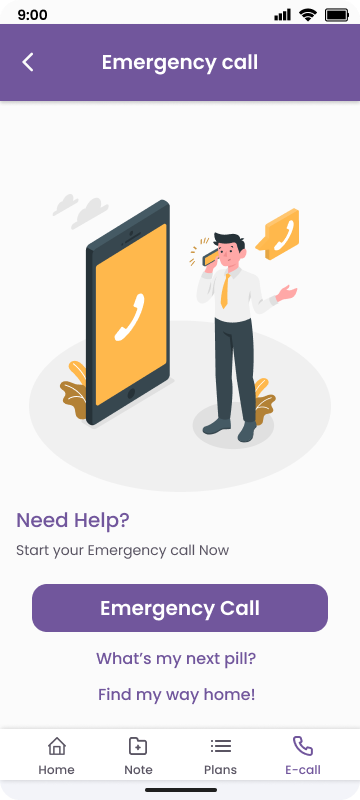 9:00
Emergency call
Need Help?
Start your Emergency call Now
Emergency Call
What’s my next pill?
Find my way home!
Home Note Plans E-call